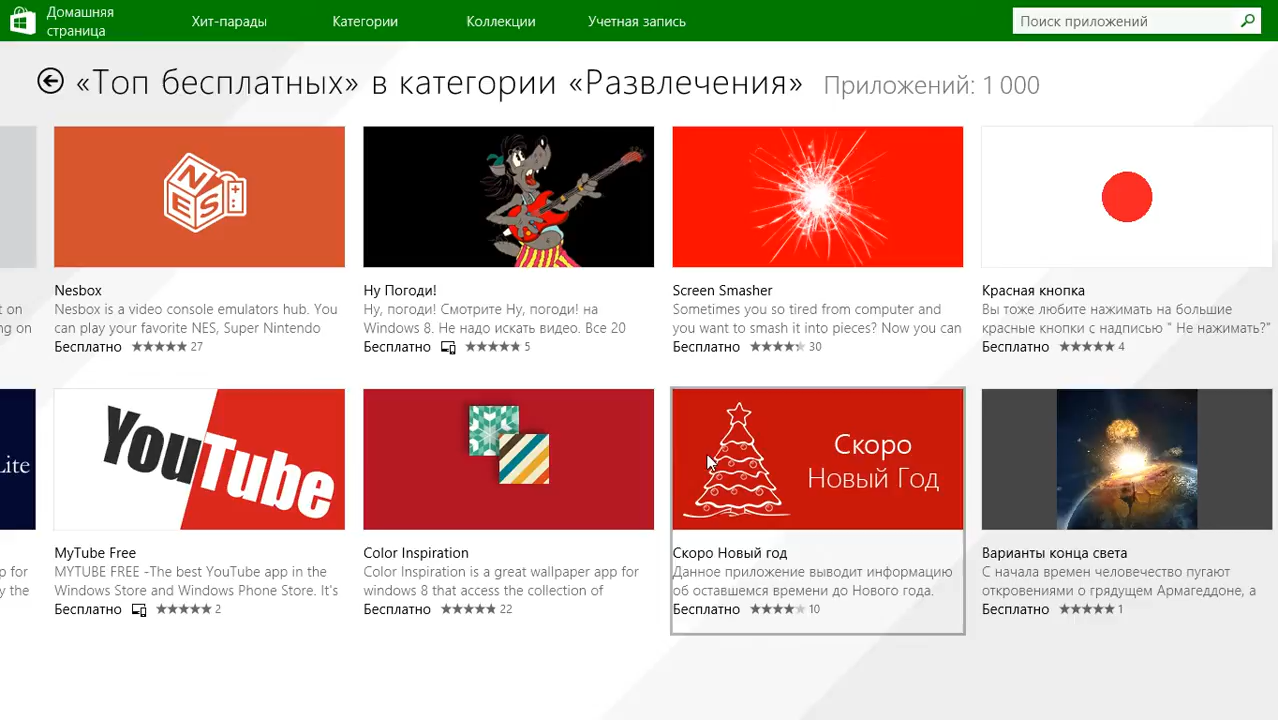 Домашняя страница
Хит-парады
Категории
Коллекции
Учетная запись
Поиск приложений
«Топ бесплатных» в категории «Развлечения» Приложений: 1 000
NES
t on
ng on
Nesbox
Nesbox is a video console emulators hub. You
can play your favorite NES, Super Nintendo
Бесплатно 27
Ну Погоди!
Ну, погоди! Смотрите Ну, погоди! на
Windows 8. Не надо искать видео. Все 20
Бесплатно 5
Screen Smasher
Sometimes you so tired from computer and
you want to smash it into pieces? Now you can
Бесплатно 30
Красная кнопка
Вы тоже любите нажимать на большие
красные кнопки с надписью " Не нажимать?"
Бесплатно 4
Lite
p for
y the
YouTube
MyTube Free
MYTUBE FREE -The best YouTube app in the
Windows Store and Windows Phone Store. It's
Бесплатно 2
Color Inspiration
Color Inspiration is a great wallpaper app for
windows 8 that access the collection of
Бесплатно 22
Скоро
Новый Год
Скоро Новый год
Данное приложение выводит информацию
об оставшемся времени до Нового года.
Бесплатно 10
Варианты конца света
С начала времен человечество пугают
откровениями о грядущем Армагеддоне, а
Бесплатно 1